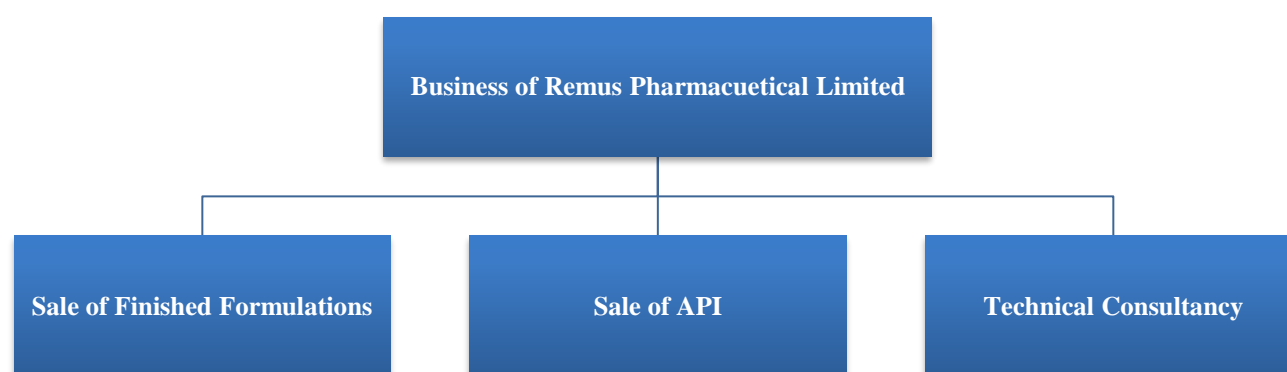 Business of Remus Pharmacuetical Limited
Sale of Finished Formulations
Sale of API
Technical Consultancy